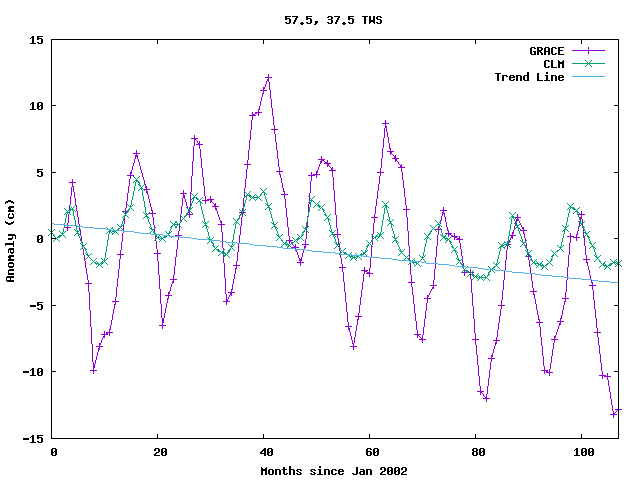 57.5, 37.5 TWS
GRACE
CLM
Trend Line
15
10
5
0
-5
-10
-15
Anomaly (cm)
0 20 40 60 80 100
Months since Jan 2002